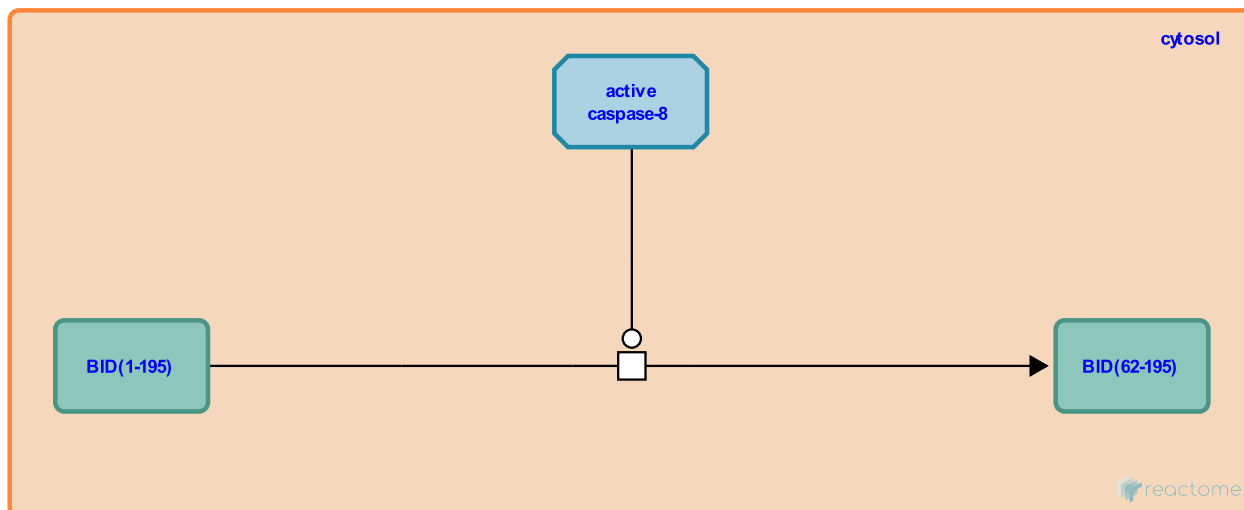 cytosol
active
caspase-8
BID(1-195)
BID(62-195)
reactome